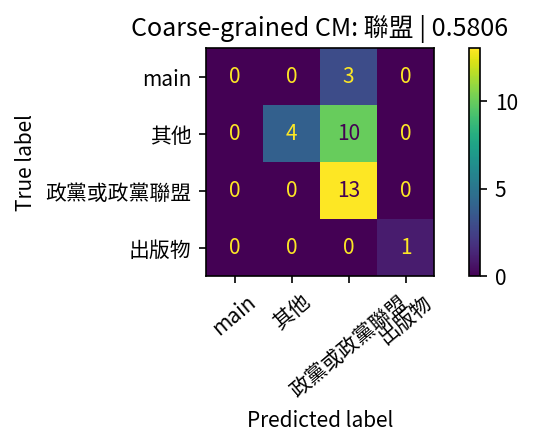 Coarse-grained CM: 聯盟 | 0.5806
main 0 0 3 0
其他 0 4 10 0
政黨或政黨聯盟 0 0 13 0
出版物 0 0 0 1
True label
main
其他
政黨或政黨聯盟
出版物
Predicted label
10
5
0